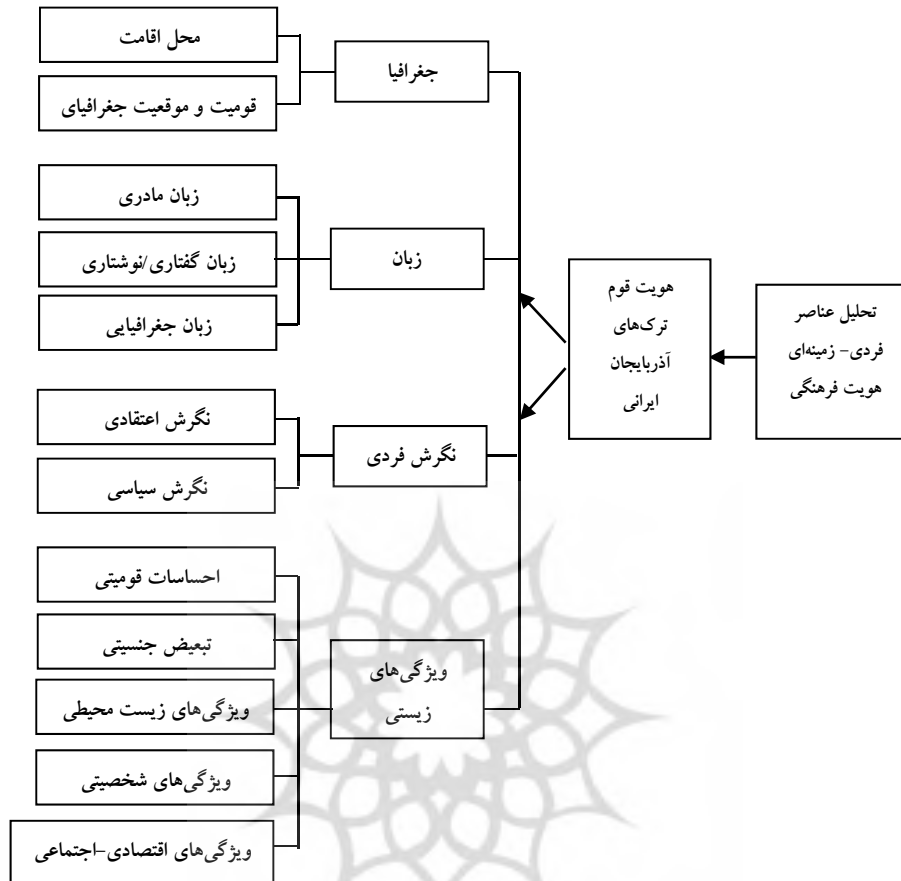 تحلیل عناصر
فردی- زمینه‌ای
هویت فرهنگی
هویت قوم
ترک‌های
آذربایجان
ایرانی
جغرافیا
محل اقامت
قومیت و موقعیت جغرافیای
زبان
زبان مادری
زبان گفتاری/نوشتاری
زبان جغرافیایی
نگرش فردی
نگرش اعتقادی
نگرش سیاسی
ویژگی‌های
زیستی
احساسات قومیتی
تبعیض جنسیتی
ویژگی‌های زیست محیطی
ویژگی‌های شخصیتی
ویژگی‌های اقتصادی-اجتماعی